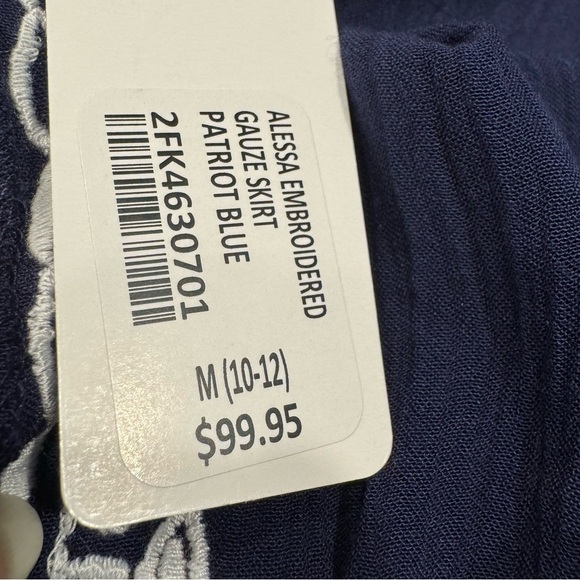 ALESSA EMBROIDERED
GAUZE SKIRT
PATRIOT BLUE
2FK4630701
M (10-12)
$99.95